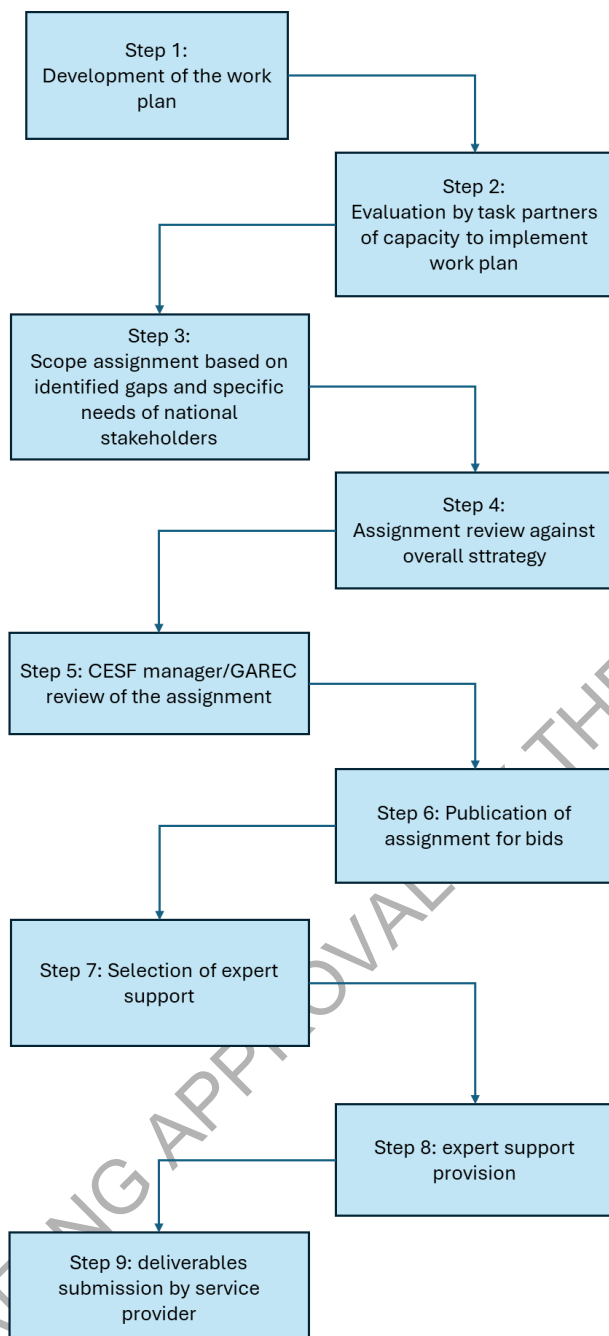 Step 1:
Development of the work
plan
Step 2:
Evaluation by task partners
of capacity to implement
work plan
Step 3:
Scope assignment based on
identified gaps and specific
needs of national
stakeholders
Step 4:
Assignment review against
overall sttrategy
Step 5: CESF manager/GAREC
review of the assignment
Step 6: Publication of
assignment for bids
Step 7: Selection of expert
support
Step 8: expert support
provision
Step 9: deliverables
submission by service
provider
APPROVAL